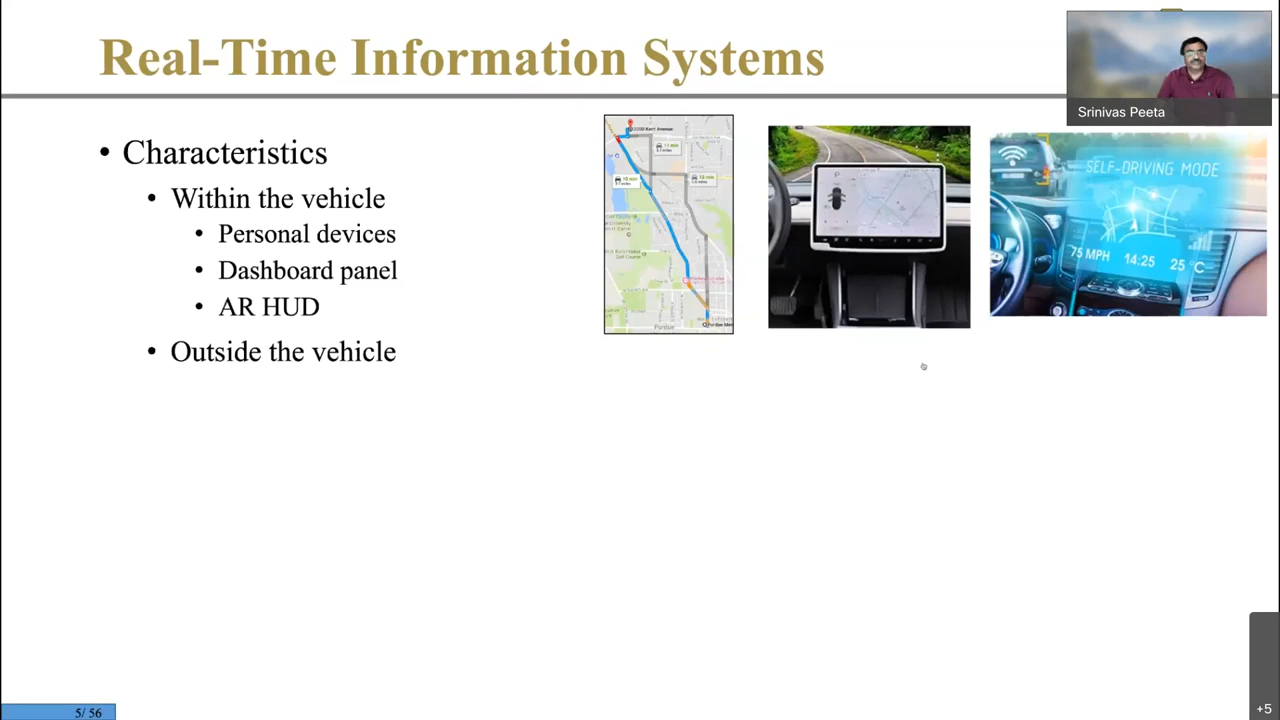 Real-Time Information Systems
Srinivas Peeta
• Characteristics
• Within the vehicle
• Personal devices
• Dashboard panel
• AR HUD
• Outside the vehicle
Purdue
SELF-DRIVING MODE
75 MPH 14:25 25 °C
5/ 56
+5